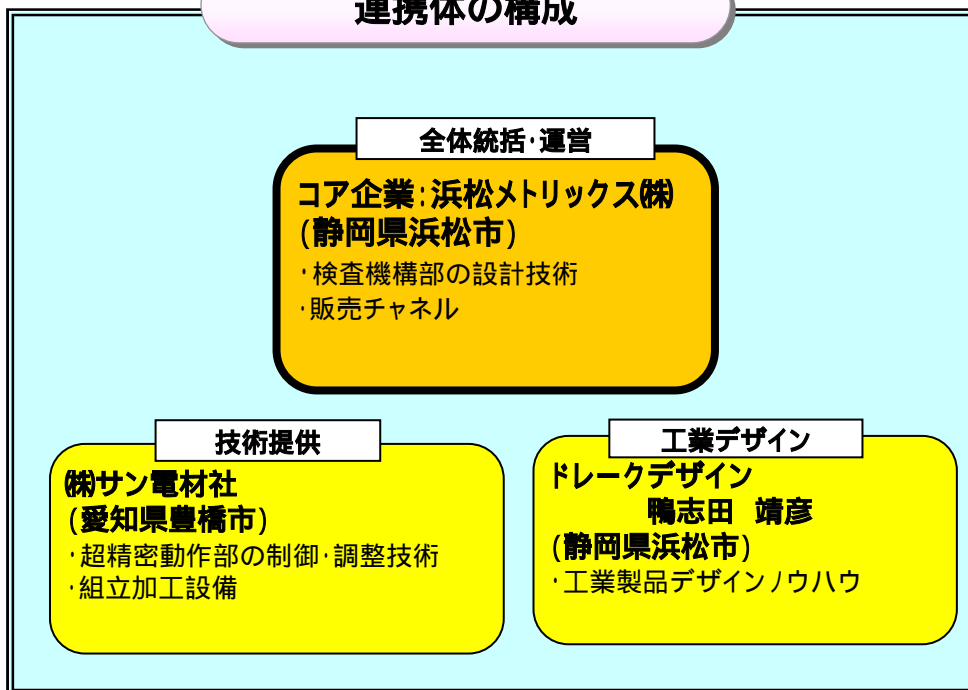 連携体の構成
全体統括・運営
コア企業:浜松メトリックス㈱
(静岡県浜松市)
・検査機構部の設計技術
・販売チャネル
技術提供
㈱サン電材社
(愛知県豊橋市)
・超精密動作部の制御・調整技術
・組立加工設備
工業デザイン
ドレークデザイン
鴨志田 靖彦
(静岡県浜松市)
・工業製品デザインノウハウ